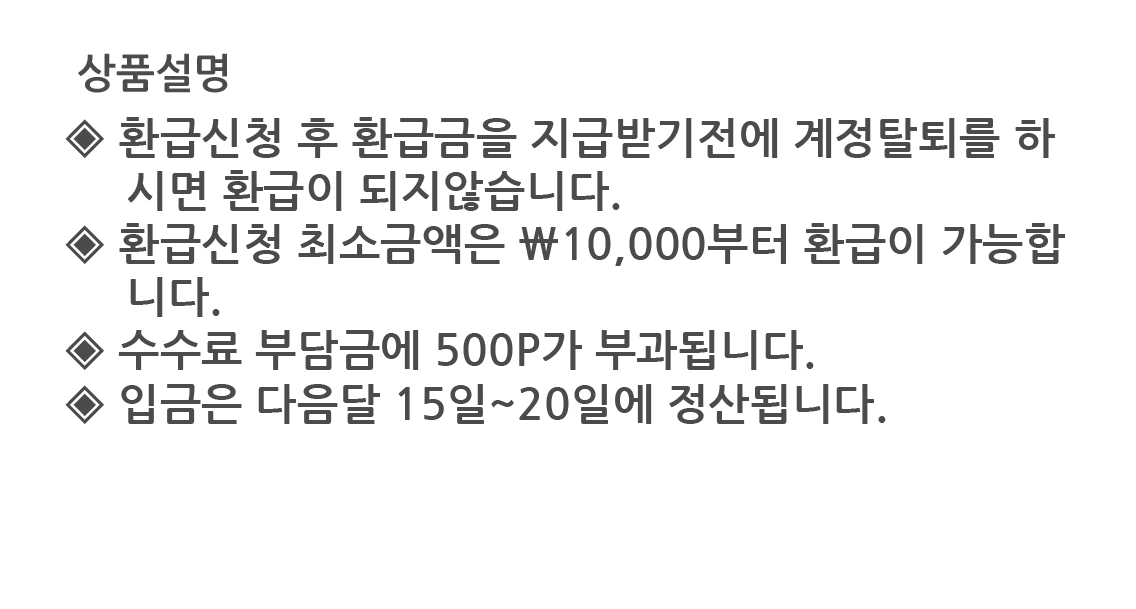 상품설명
◈ 환급신청 후 환급금을 지급받기전에 계정탈퇴를 하
시면 환급이 되지않습니다.
◈ 환급신청 최소금액은 ₩10,000부터 환급이 가능합
니다.
◈ 수수료 부담금에 500P가 부과됩니다.
◈ 입금은 다음달 15일~20일에 정산됩니다.